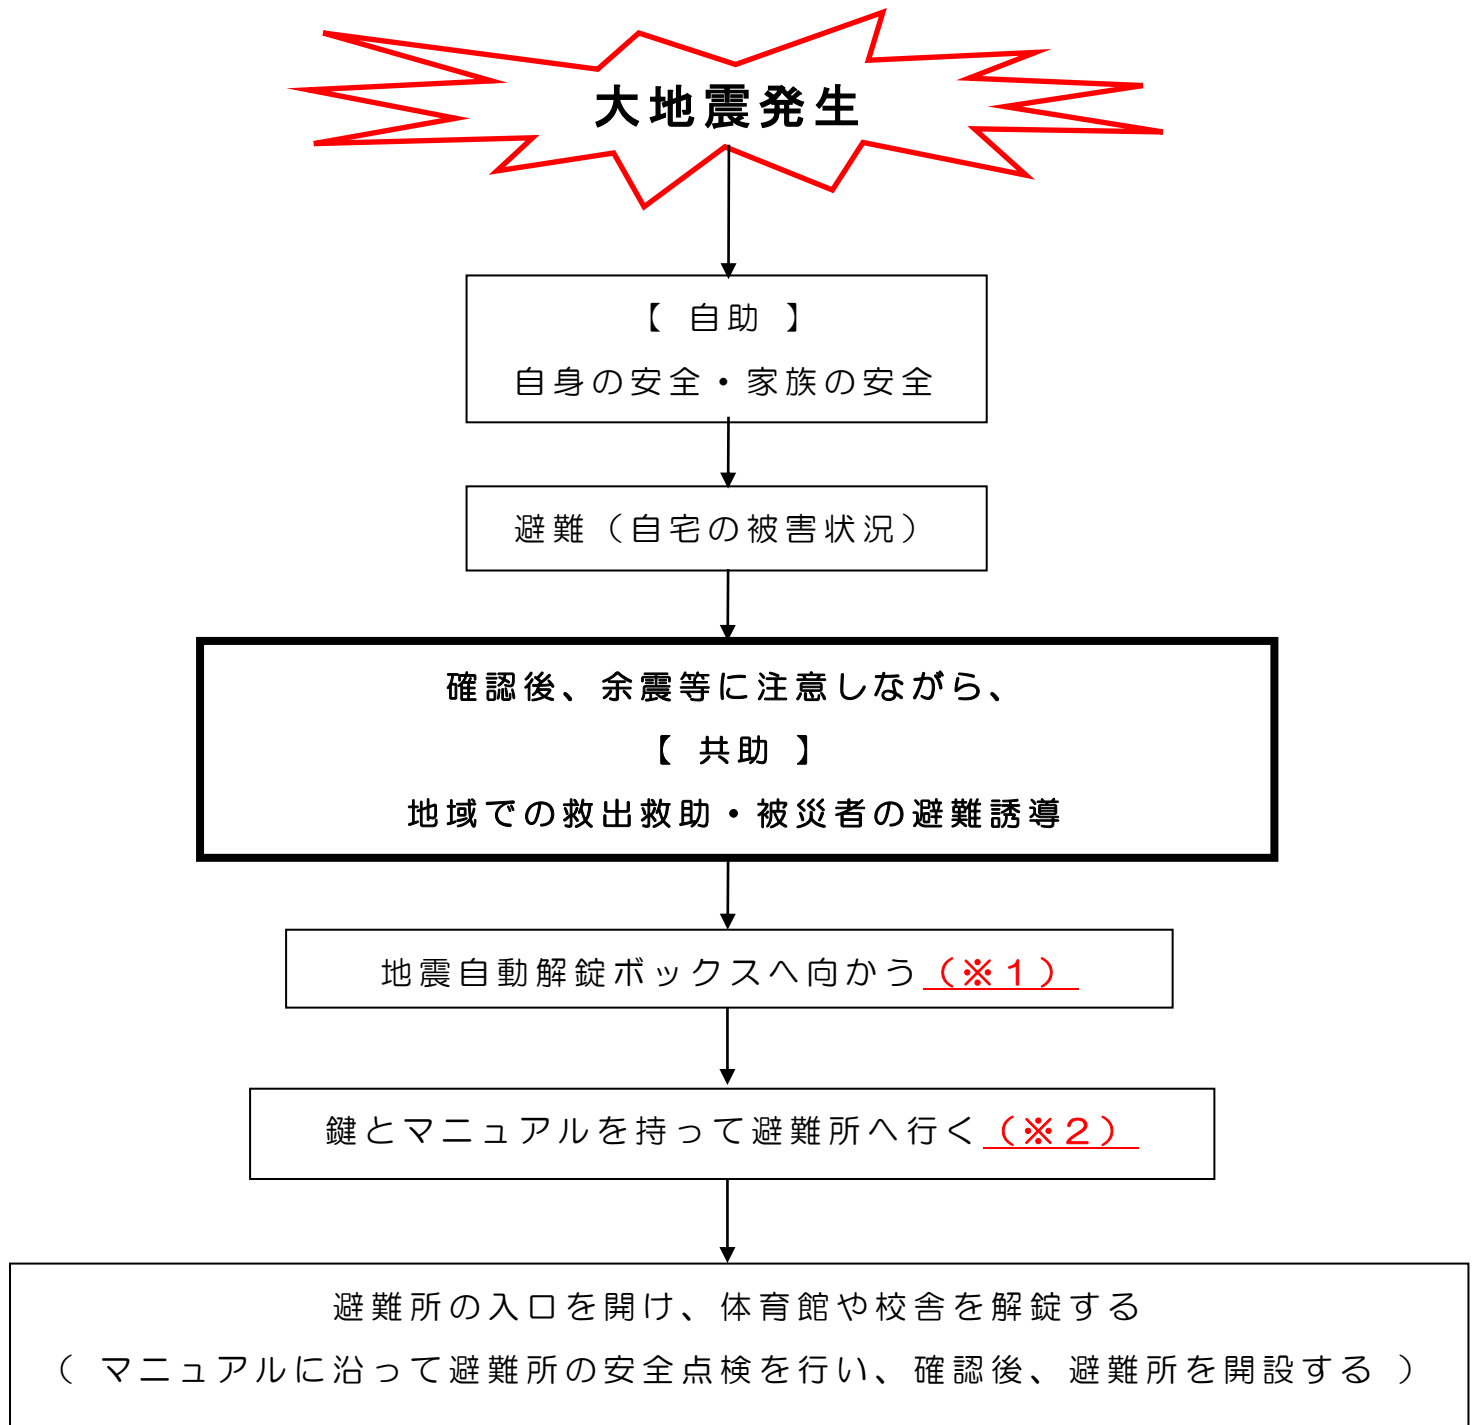 大地震発生
【 自助 】
自身の安全・家族の安全
避難（自宅の被害状況）
確認後、余震等に注意しながら、
【 共助 】
地域での救出救助・被災者の避難誘導
地震自動解錠ボックスへ向かう（※１）
鍵とマニュアルを持って避難所へ行く（※２）
避難所の入口を開け、体育館や校舎を解錠する
（ マニュアルに沿って避難所の安全点検を行い、確認後、避難所を開設する ）